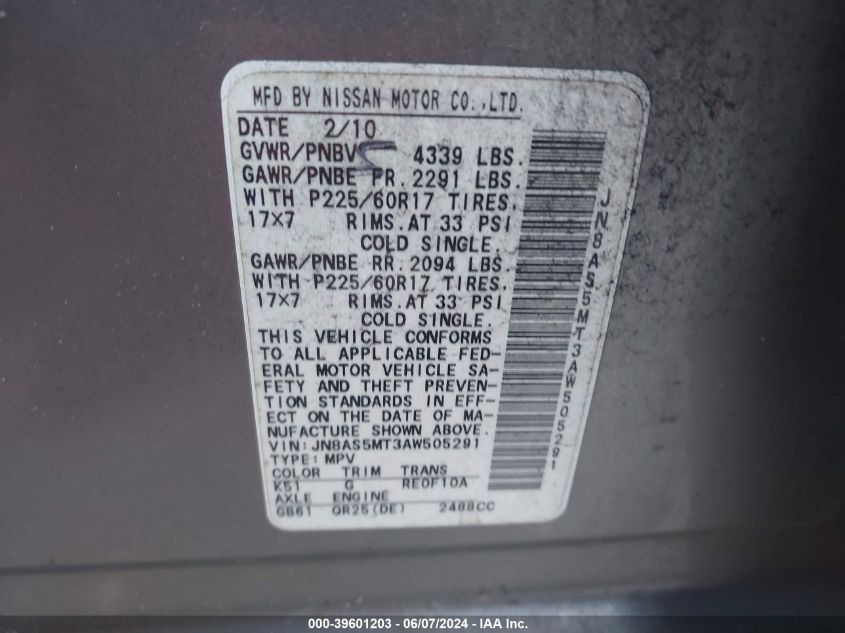 MFD BY NISSAN MOTOR CO.,LTD.
DATE 2/10
GVWR/PNBV 4339 LBS.
GAWR/PNBE FR. 2291 LBS.
WITH P225/60R17 TIRES.
17×7 RIMS.AT 33 PSI
COLD SINGLE.
GAWR/PNBE RR. 2094 LBS.
WITH P225/60R17 TIRES.
17×7 RIMS.AT 33 PSI
COLD SINGLE.
THIS VEHICLE CONFORMS
TO ALL APPLICABLE FED-
ERAL MOTOR VEHICLE SA-
FETY AND THEFT PREVEN-
TION STANDARDS IN EFF-
ECT ON THE DATE OF MA-
NUFACTURE SHOWN ABOVE.
VIN:JN8AS5MT3AW505291
TYPE:MPV
COLOR TRIM TRANS
K51 G RE0F10A
AXLE ENGINE
GB61 QR25(DE) 2488CC
JN8AS5MT3AW505291
000-39601203 - 06/07/2024 - IAA Inc.